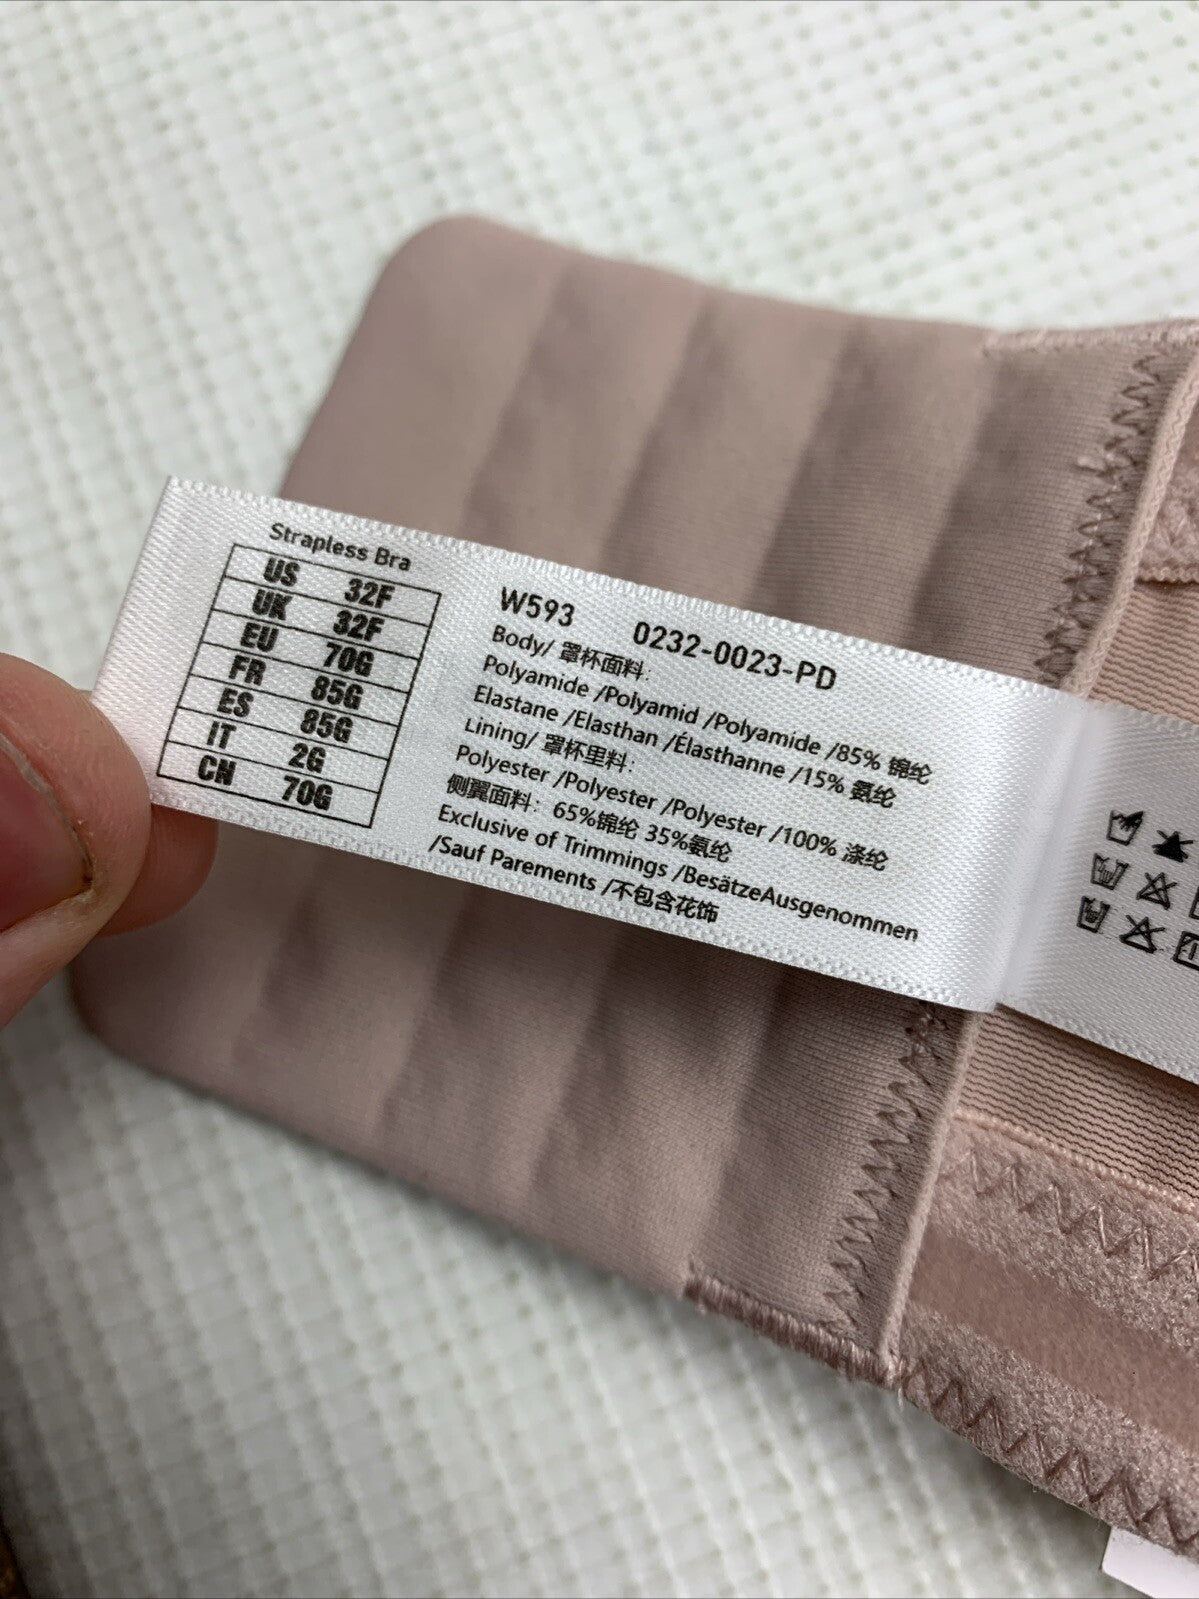 Strapless Bra
US 32F
UK 32F
EU 70G
FR 85G
ES 85G
IT 2G
CN 70G
W593 0232-0023-PD
Body/ 罩杯面料:
Polyamide /Polyamid /Polyamide /85% 锦纶
Elastane /Elasthan /Élasthanne /15% 氨纶
Lining/ 罩杯里料:
Polyester /Polyester /Polyester /100% 涤纶
侧翼面料: 65%锦纶 35%氨纶
Exclusive of Trimmings /BesätzeAusgenommen
/Sauf Parements /不包含花饰